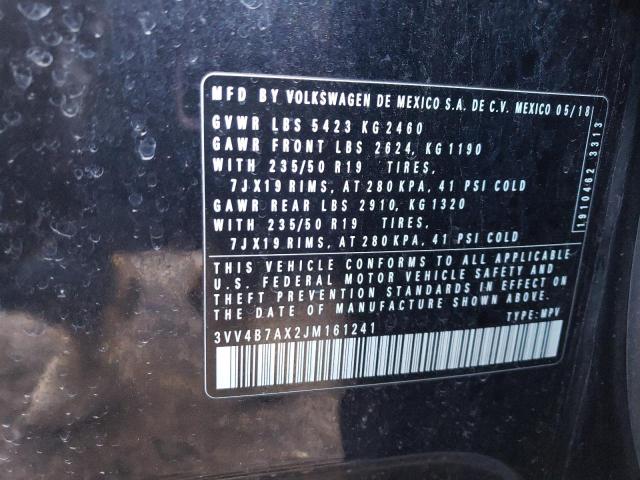 MFD BY VOLKSWAGEN DE MEXICO S.A. DE C.V. MEXICO 05/18
GVWR LBS 5423 KG 2460
GAWR FRONT LBS 2624, KG 1190
WITH 235/50 R19 TIRES,
7JX19 RIMS, AT 280 KPA, 41 PSI COLD
GAWR REAR LBS 2910, KG 1320
WITH 235/50 R19 TIRES,
7JX19 RIMS, AT 280 KPA, 41 PSI COLD
THIS VEHICLE CONFORMS TO ALL APPLICABLE
U.S. FEDERAL MOTOR VEHICLE SAFETY AND
THEFT PREVENTION STANDARDS IN EFFECT ON
THE DATE OF MANUFACTURE SHOWN ABOVE.
3VV4B7AX2JM161241 TYPE: MPV
1910462 3313